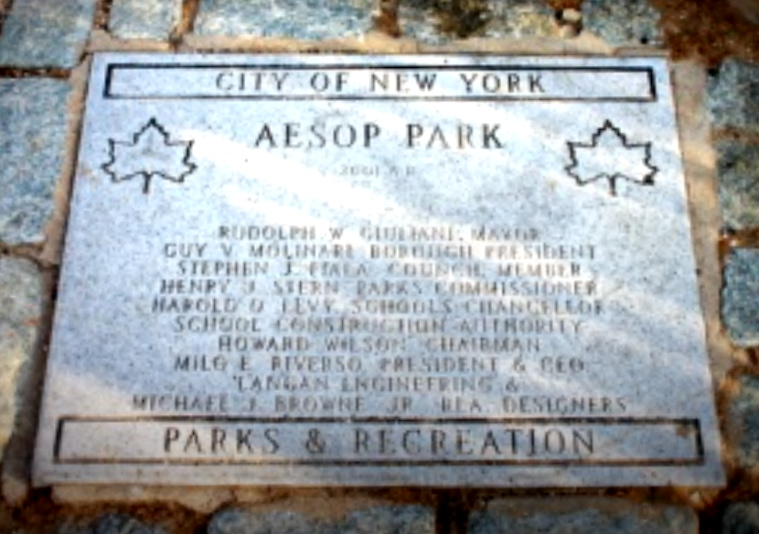 CITY OF NEW YORK
AESOP PARK
2001 A.D.
RUDOLPH W. GIULIANI, MAYOR
GUY V. MOLINARI BOROUGH PRESIDENT
STEPHEN J. FIALA COUNCIL MEMBER
HENRY J. STERN PARKS COMMISSIONER
HAROLD O. LEVY, SCHOOLS CHANCELLOR
SCHOOL CONSTRUCTION AUTHORITY
HOWARD WILSON CHAIRMAN
MILO E. RIVERSO, PRESIDENT & CEO
LANGAN ENGINEERING &
MICHAEL J. BROWNE JR. RLA DESIGNERS
PARKS & RECREATION